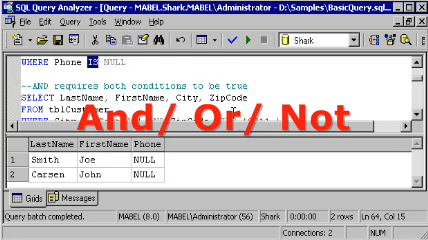 SQL Query Analyzer - [Query - MABEL.Shark.MABEL\Administrator - D:\Samples\BasicQuery.sql...
File Edit Query Tools Window Help
Shark
WHERE Phone IS NULL
--AND requires both conditions to be true
SELECT LastName, FirstName, City, ZipCode
FROM tblCustomer
And/ Or/ Not
LastName FirstName Phone
1 Smith Joe NULL
2 Carsen John NULL
Grids Messages
Query batch completed. MABEL (8.0) MABEL\Administrator (56) Shark 0:00:00 2 rows Ln 64, Col 15
Connections: 2 NUM